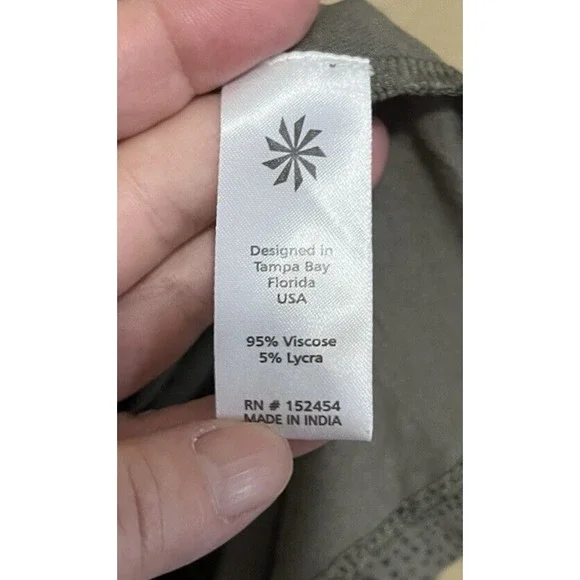 Designed in
Tampa Bay
Florida
USA
95% Viscose
5% Lycra
RN # 152454
MADE IN INDIA